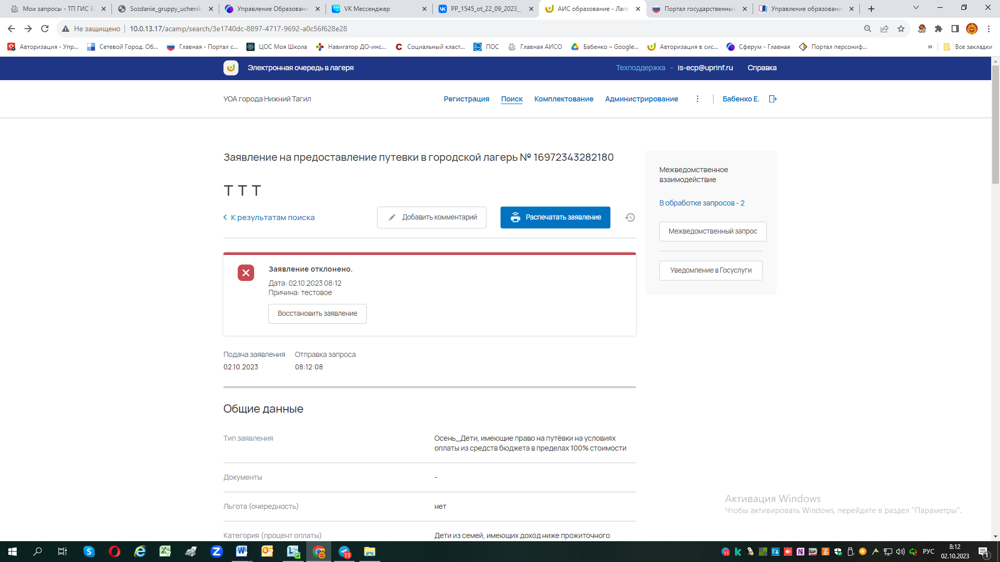 Мои запросы - ТП ГИС Е
Sozdanie_gruppy_uchenik
Управление Образовани
VK Мессенджер
PP_1545_ot_22_09_2023_
АИС образование - Лаге
Портал государственных
Управление образовани
Не защищено
10.0.13.17/acamp/search/3e1740dc-8897-4717-9692-a0c56f628e28
Авторизация - Упр...
Сетевой Город. Об...
Главная - Портал с...
ЦОС Моя Школа
Навигатор ДО-инс...
Социальный класт...
ПОС
Главная АИСО
Бабенко – Google...
Авторизация в сис...
Сферум - Главная
Портал персониф...
»
Все закладки
Электронная очередь в лагеря
Техподдержка - is-ecp@uprinf.ru
Справка
УОА города Нижний Тагил
Регистрация
Поиск
Комплектование
Администрирование
Бабенко Е.
Заявление на предоставление путевки в городской лагерь № 16972343282180
Т Т Т
К результатам поиска
Добавить комментарий
Распечатать заявление
Межведомственное
взаимодействие
В обработке запросов - 2
Межведомственный запрос
Уведомление в Госуслуги
Заявление отклонено.
Дата: 02.10.2023 08:12
Причина: тестовое
Восстановить заявление
Подача заявления
Отправка запроса
02.10.2023
08:12:08
Общие данные
Тип заявления
Осень_Дети, имеющие право на путёвки на условиях
оплаты из средств бюджета в пределах 100% стоимости
Документы
-
Льгота (очередность)
нет
Категория (процент оплаты)
Дети из семей, имеющих доход ниже прожиточного
Активация Windows
Чтобы активировать Windows, перейдите в раздел "Параметры".
11
11
РУС
8:12
02.10.2023
1